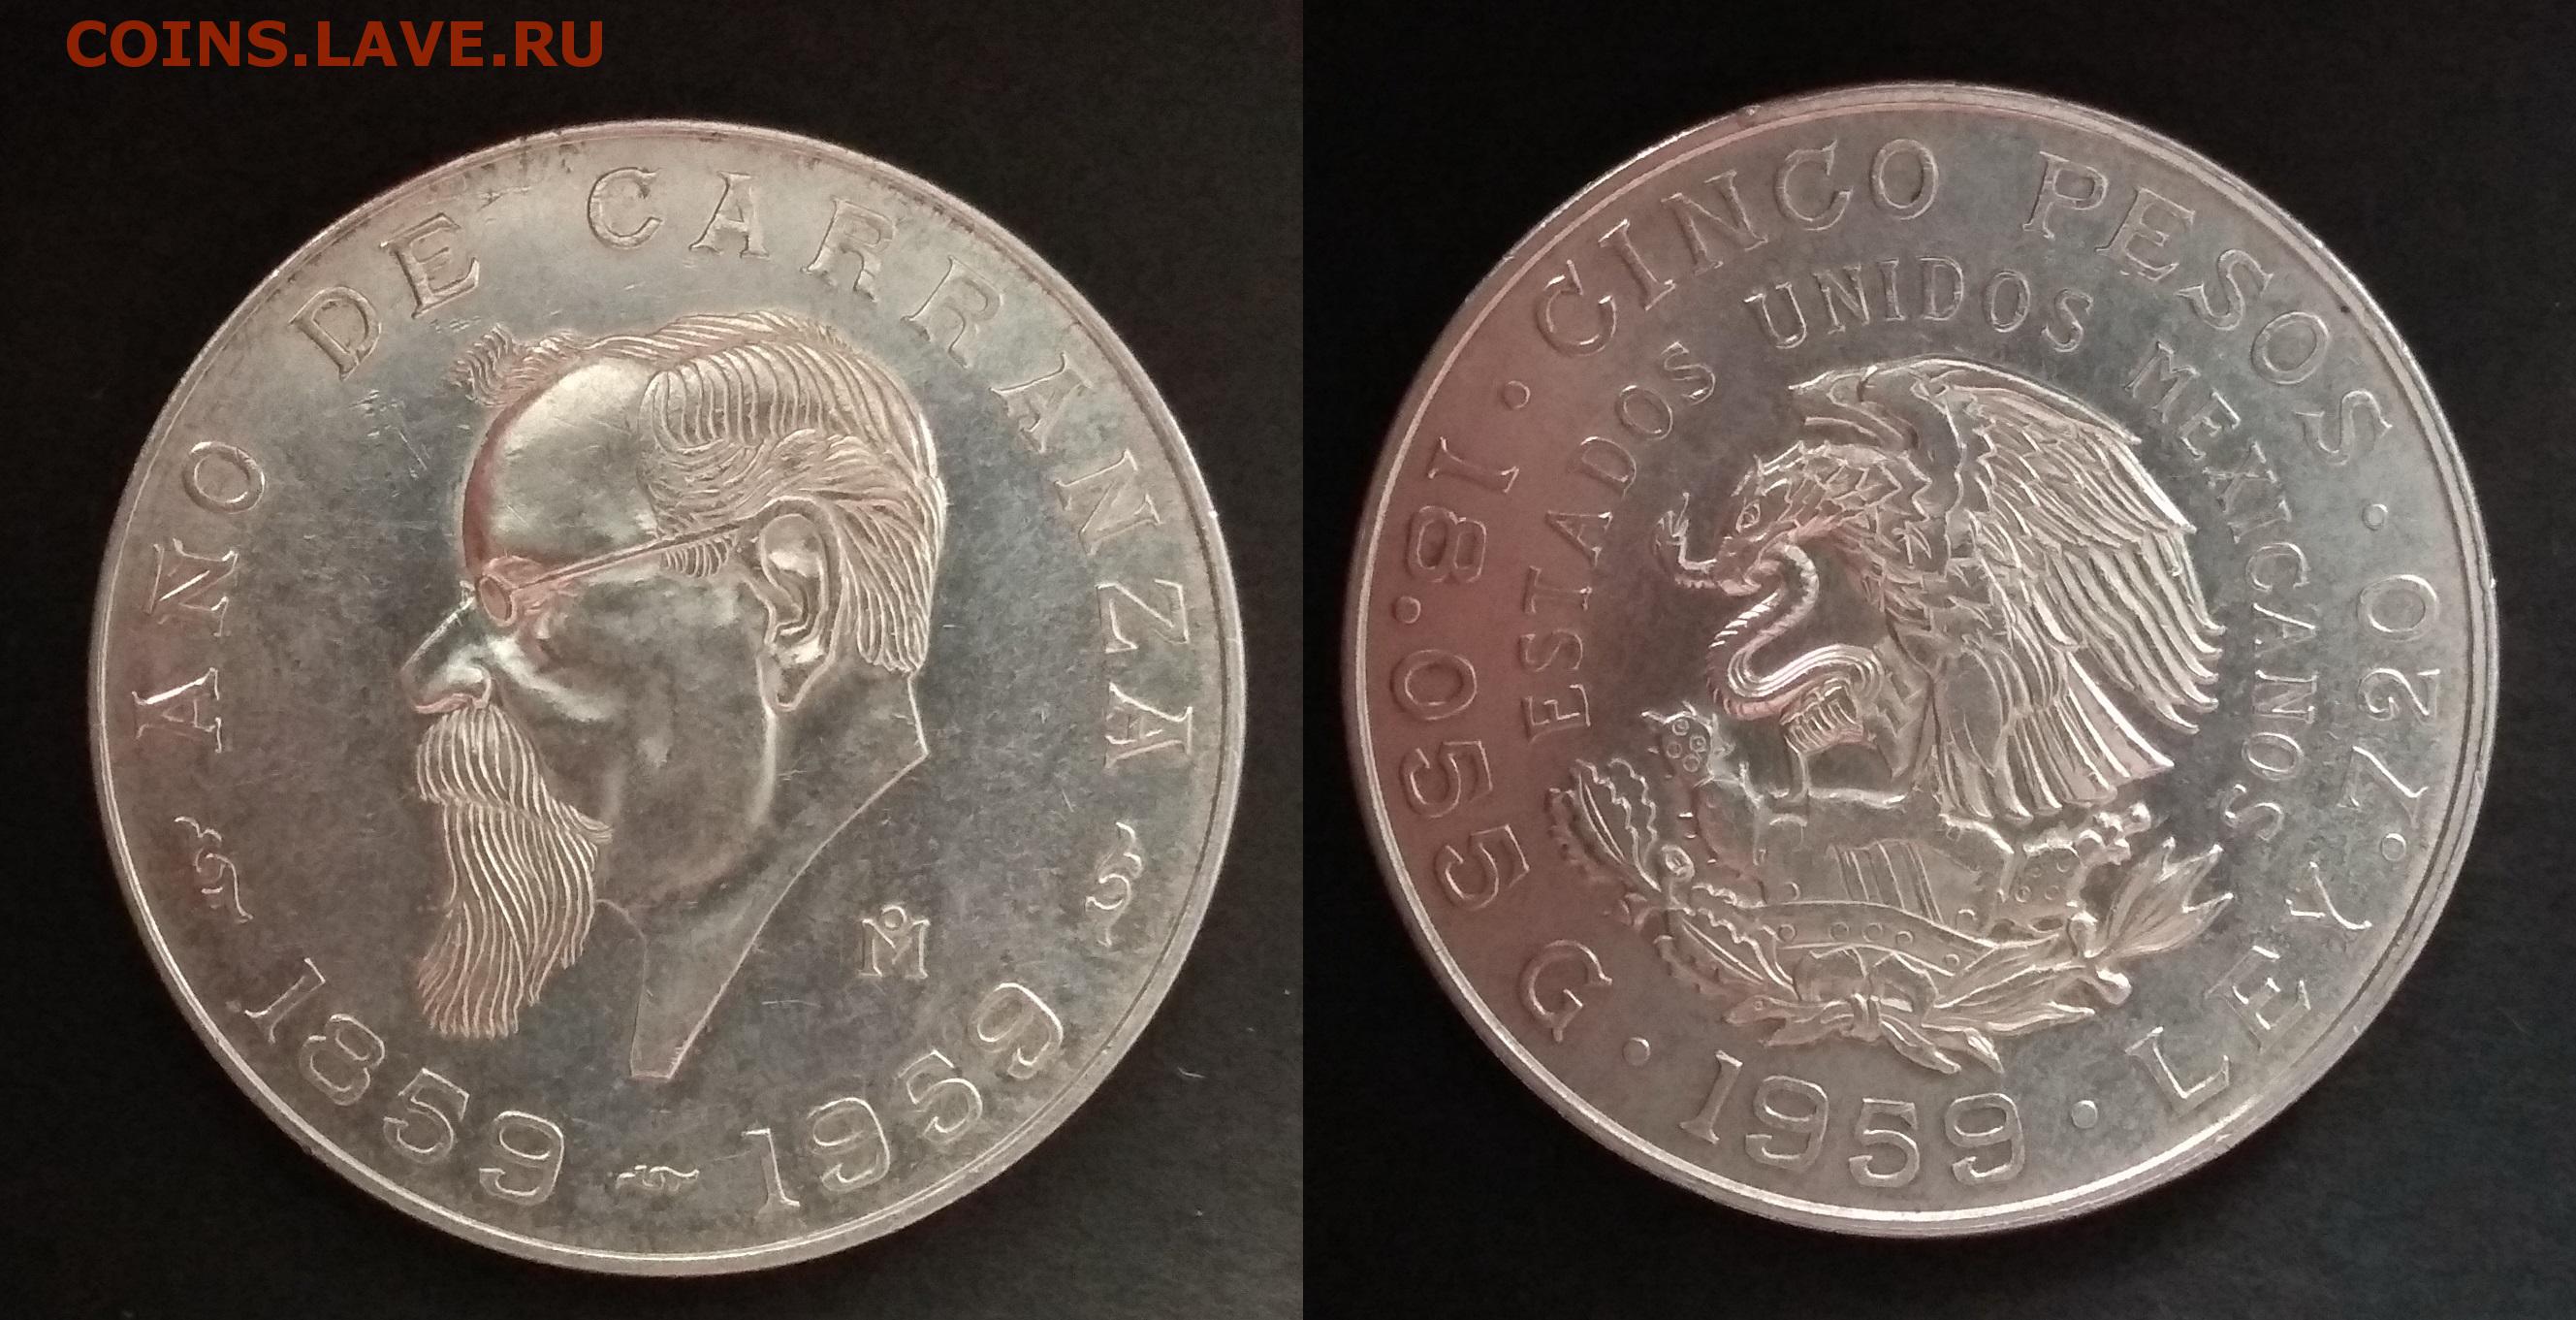 COINS.LAVE.RU
AÑO DE CARRANZA
M
1859 1959
18.055 G. · CINCO PESOS · LEY .720
ESTADOS UNIDOS MEXICANOS
· 1959 ·